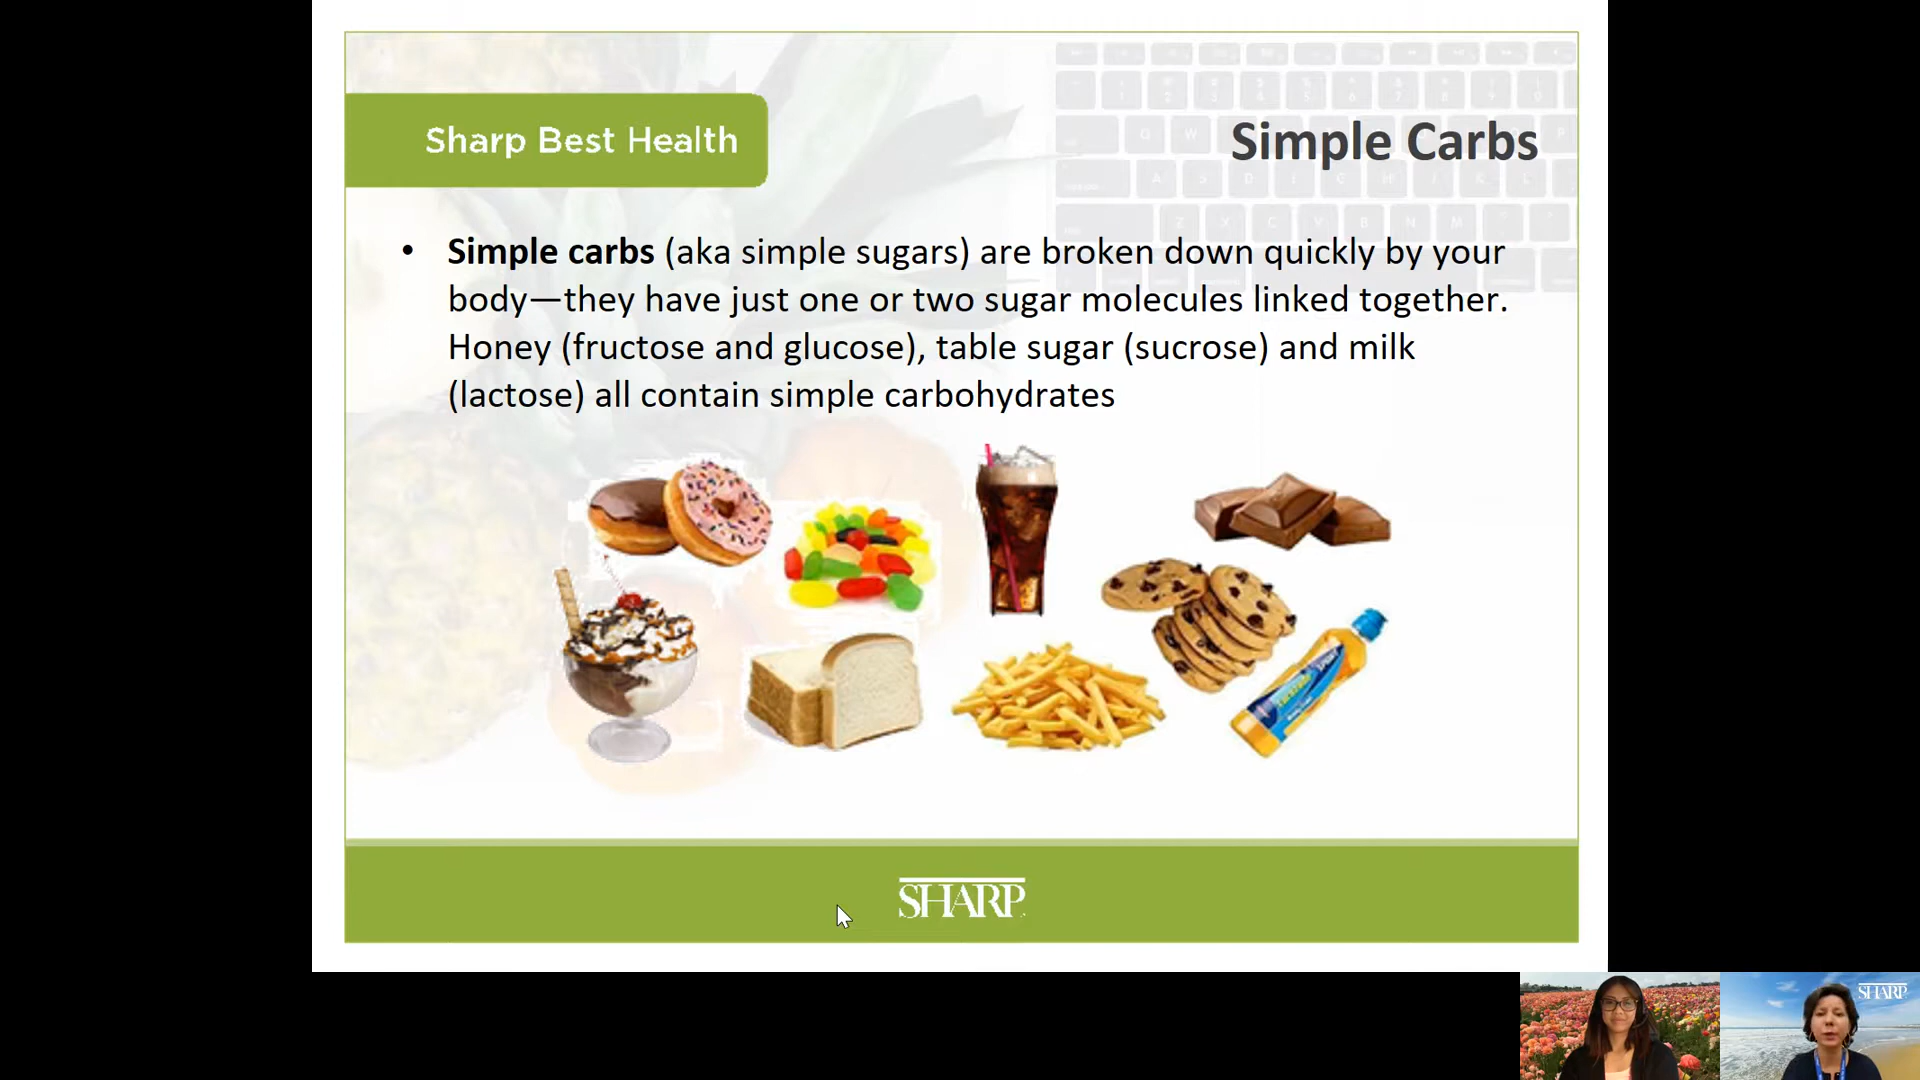 Sharp Best Health
Simple Carbs
• Simple carbs (aka simple sugars) are broken down quickly by your
body—they have just one or two sugar molecules linked together.
Honey (fructose and glucose), table sugar (sucrose) and milk
(lactose) all contain simple carbohydrates
SHARP
SHARP